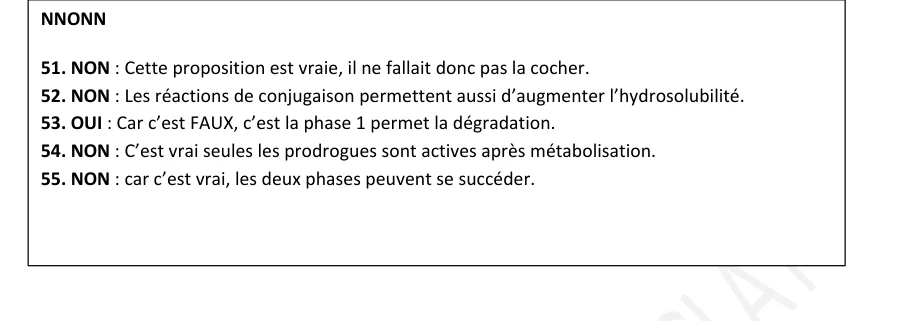 NNONN
51. NON : Cette proposition est vraie, il ne fallait donc pas la cocher.
52. NON : Les réactions de conjugaison permettent aussi d’augmenter l’hydrosolubilité.
53. OUI : Car c’est FAUX, c’est la phase 1 permet la dégradation.
54. NON : C’est vrai seules les prodrogues sont actives après métabolisation.
55. NON : car c’est vrai, les deux phases peuvent se succéder.